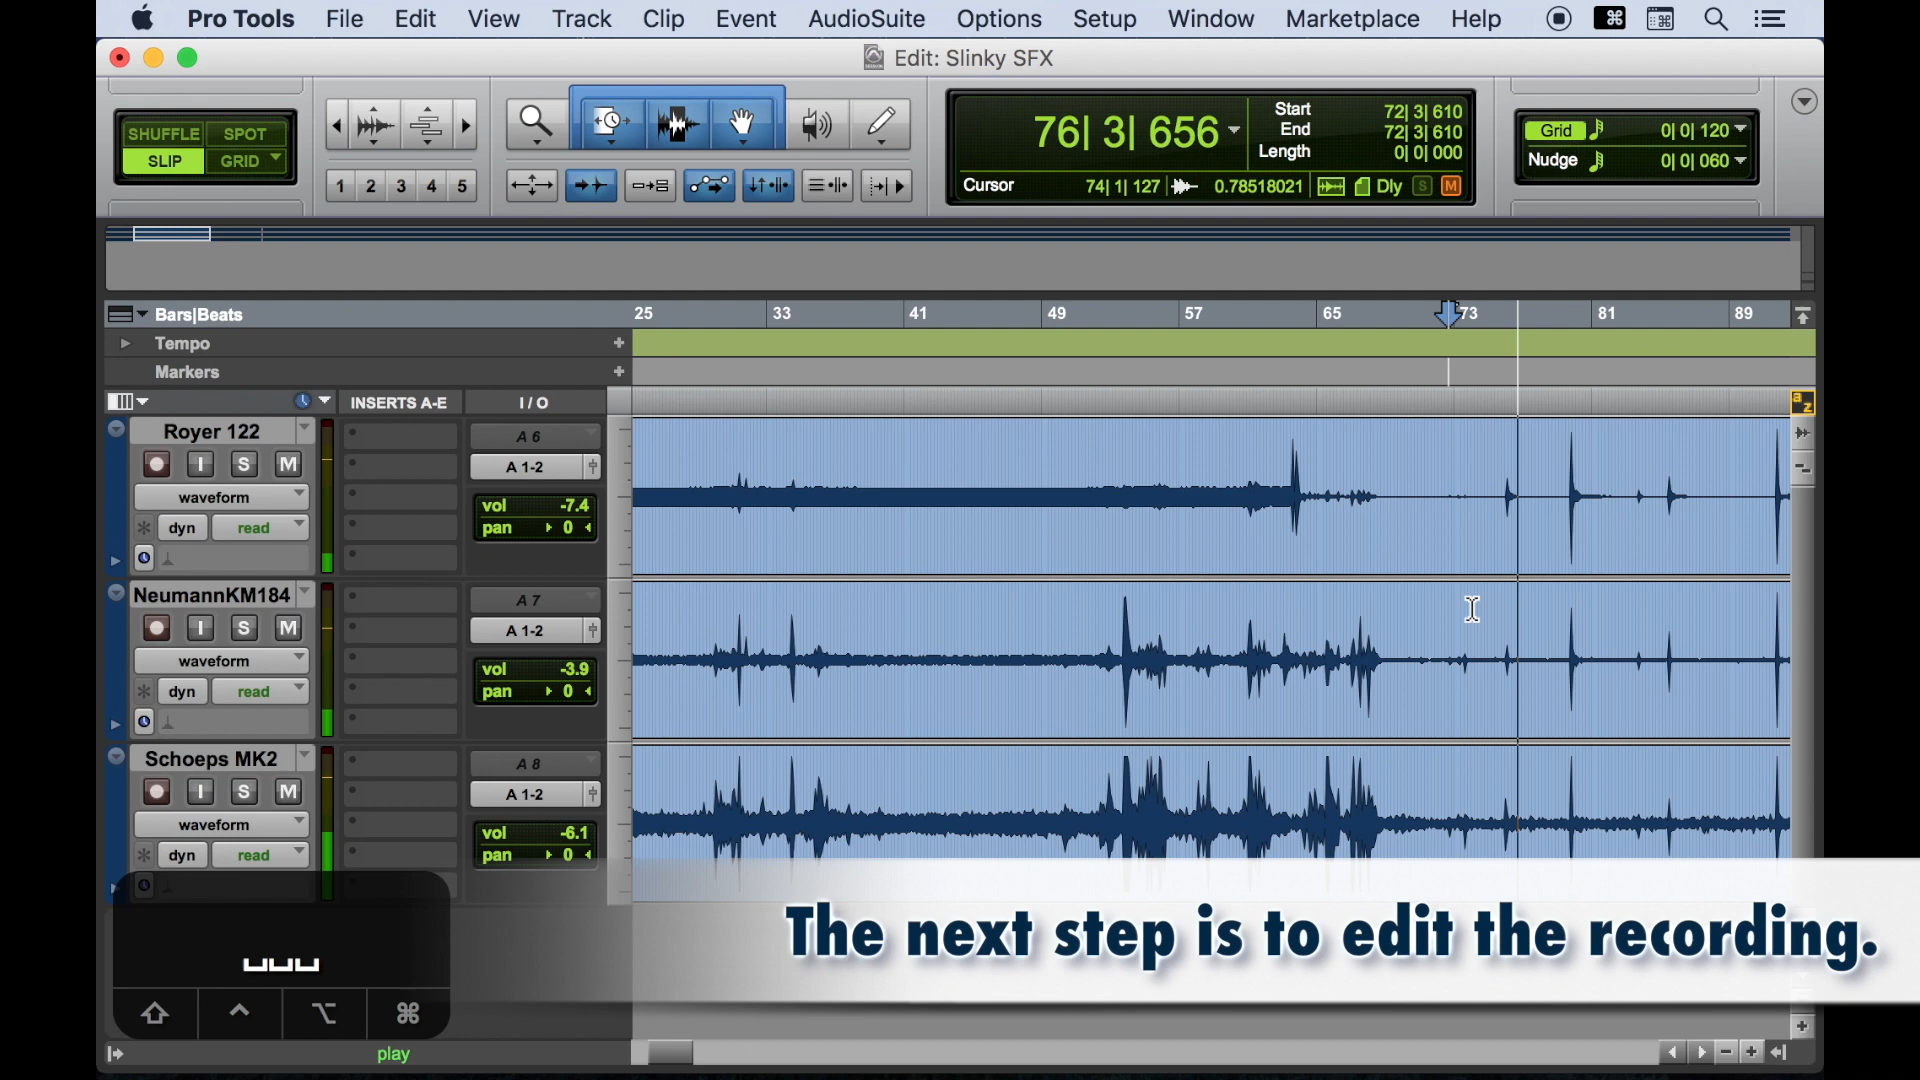 Pro Tools File Edit View Track Clip Event AudioSuite Options Setup Window Marketplace Help
Edit: Slinky SFX
SHUFFLE SPOT
SLIP GRID
1 2 3 4 5
76| 3| 656
Start 72| 3| 610
End 72| 3| 610
Length 0| 0| 000
Cursor 74| 1| 127 0.78518021 Dly S M
Grid 0| 0| 120
Nudge 0| 0| 060
Bars|Beats 25 33 41 49 57 65 73 81 89
Tempo
Markers
INSERTS A-E I / O
a z
Royer 122 A 6
I S M A 1-2
waveform vol -7.4
dyn read pan 0
NeumannKM184 A 7
I S M A 1-2
waveform vol -3.9
dyn read pan 0
Schoeps MK2 A 8
I S M A 1-2
waveform vol -6.1
dyn read pan 0
The next step is to edit the recording.
play